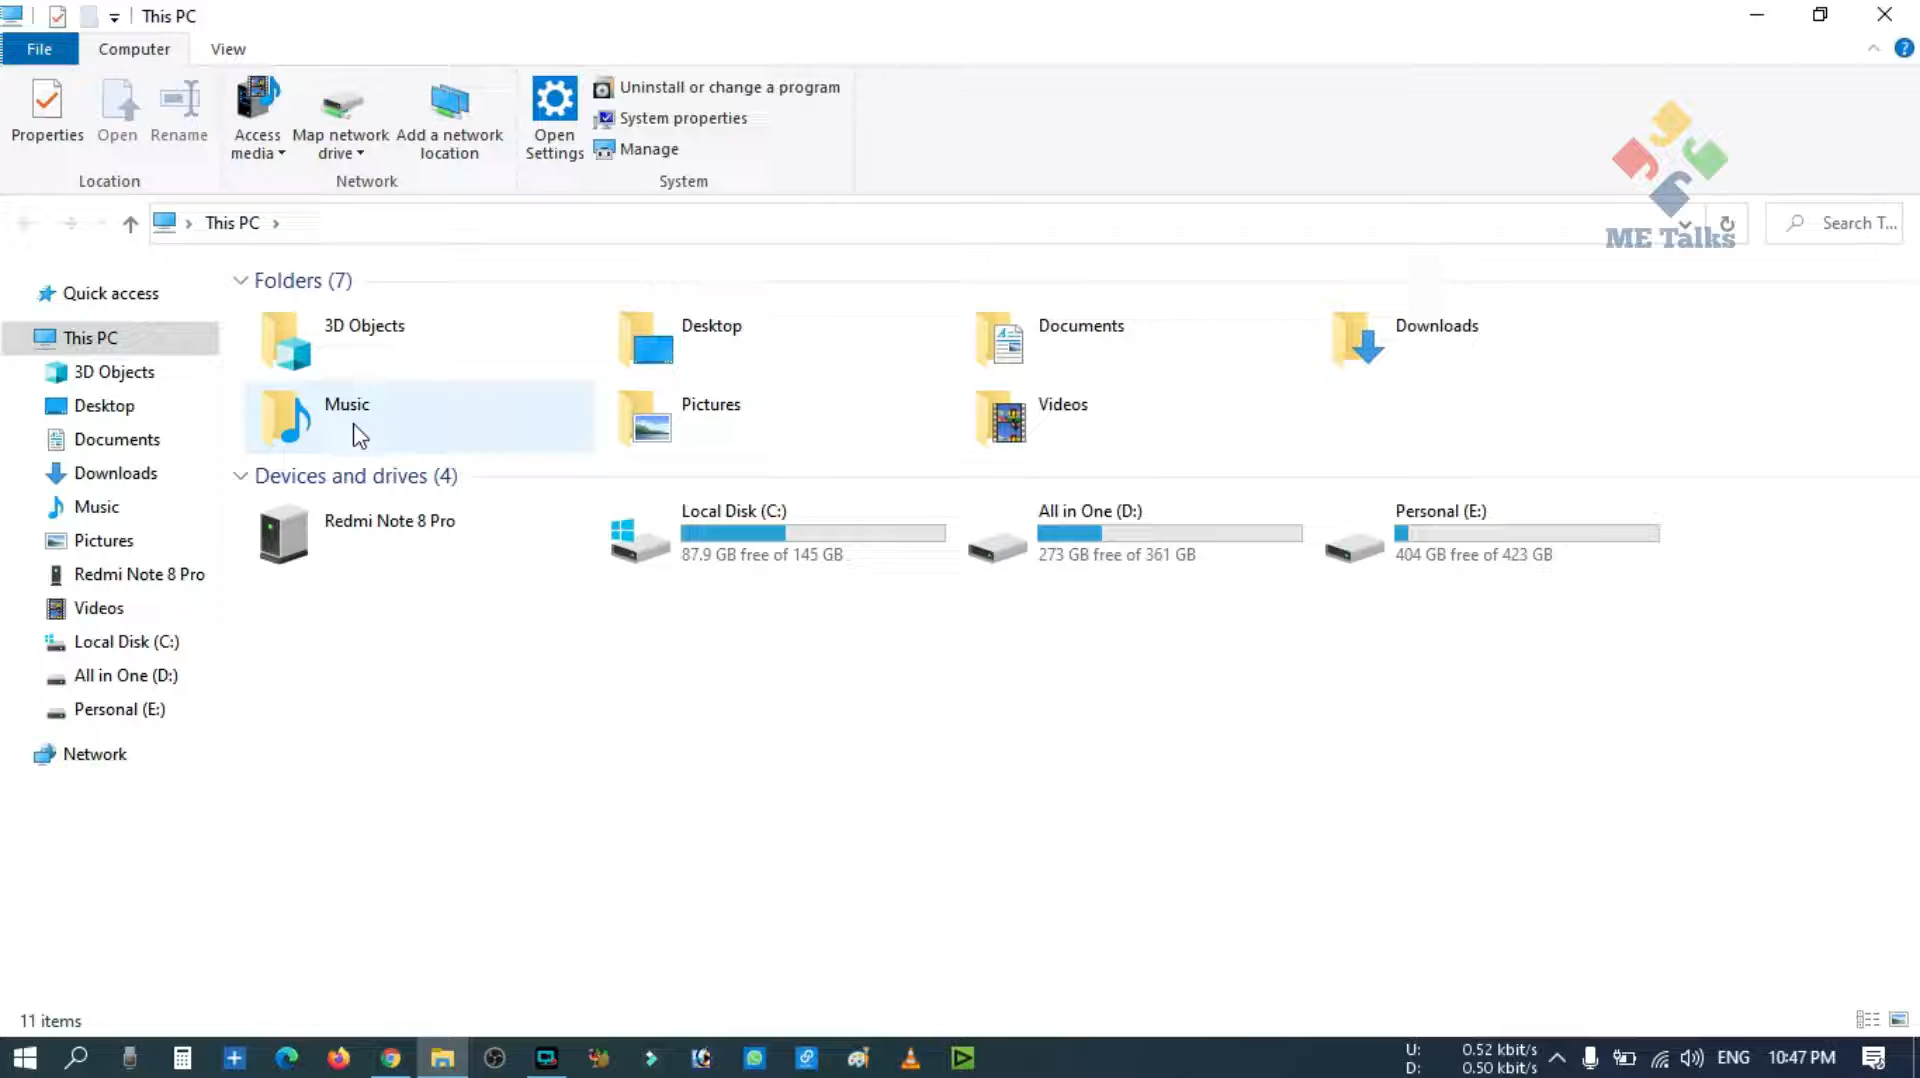 This PC
File Computer View
Properties Open Rename Access media Map network drive Add a network location Open Settings Uninstall or change a program
System properties
Manage
Location Network System
ME Talks
This PC
Search T...
Quick access
This PC
3D Objects
Desktop
Documents
Downloads
Music
Pictures
Redmi Note 8 Pro
Videos
Local Disk (C:)
All in One (D:)
Personal (E:)
Network
Folders (7)
3D Objects Desktop Documents Downloads
Music Pictures Videos
Devices and drives (4)
Redmi Note 8 Pro
Local Disk (C:)
87.9 GB free of 145 GB
All in One (D:)
273 GB free of 361 GB
Personal (E:)
404 GB free of 423 GB
11 items
U: 0.52 kbit/s
D: 0.50 kbit/s
ENG 10:47 PM